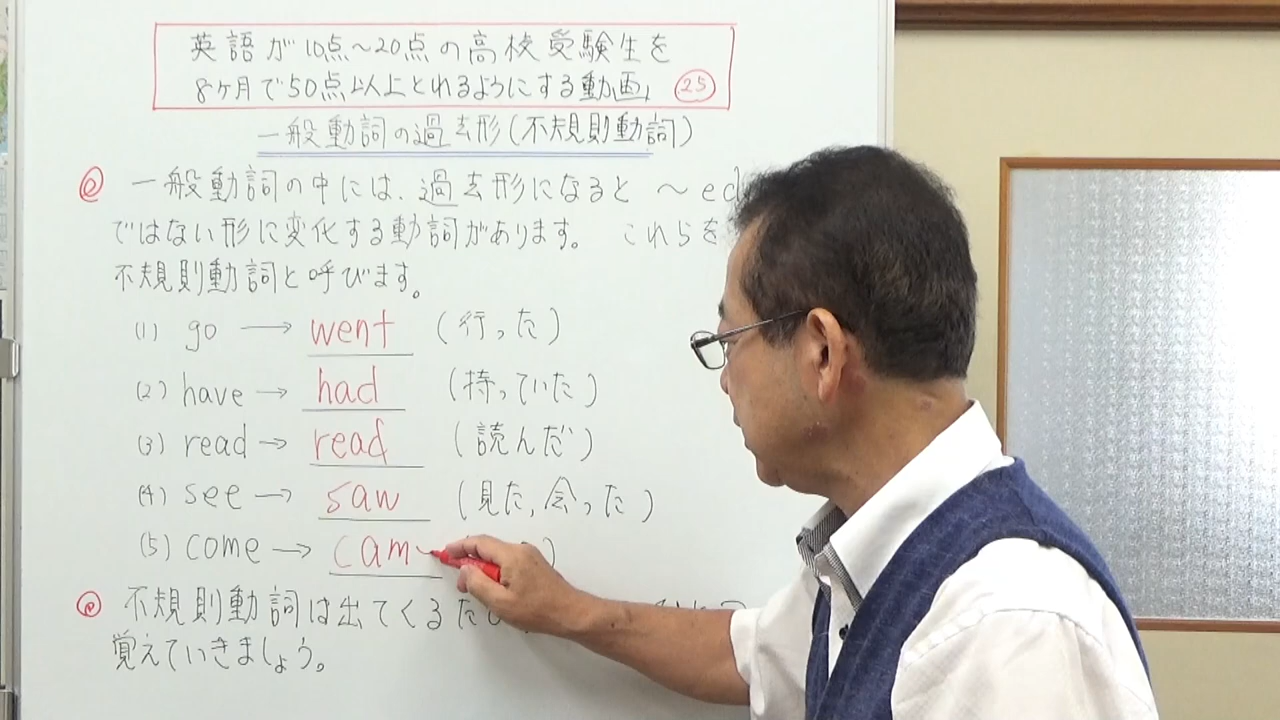 英語が10点～20点の高校受験生を
8ヶ月で50点以上とれるようにする動画」 25
一般動詞の過去形(不規則動詞)
一般動詞の中には、過去形になると ～ed
ではない形に変化する動詞があります。 これらを
不規則動詞と呼びます。
(1) go → went (行った)
(2) have → had (持っていた)
(3) read → read (読んだ)
(4) see → saw (見た,会った)
(5) come → cam
不規則動詞は出てくるたび
覚えていきましょう。